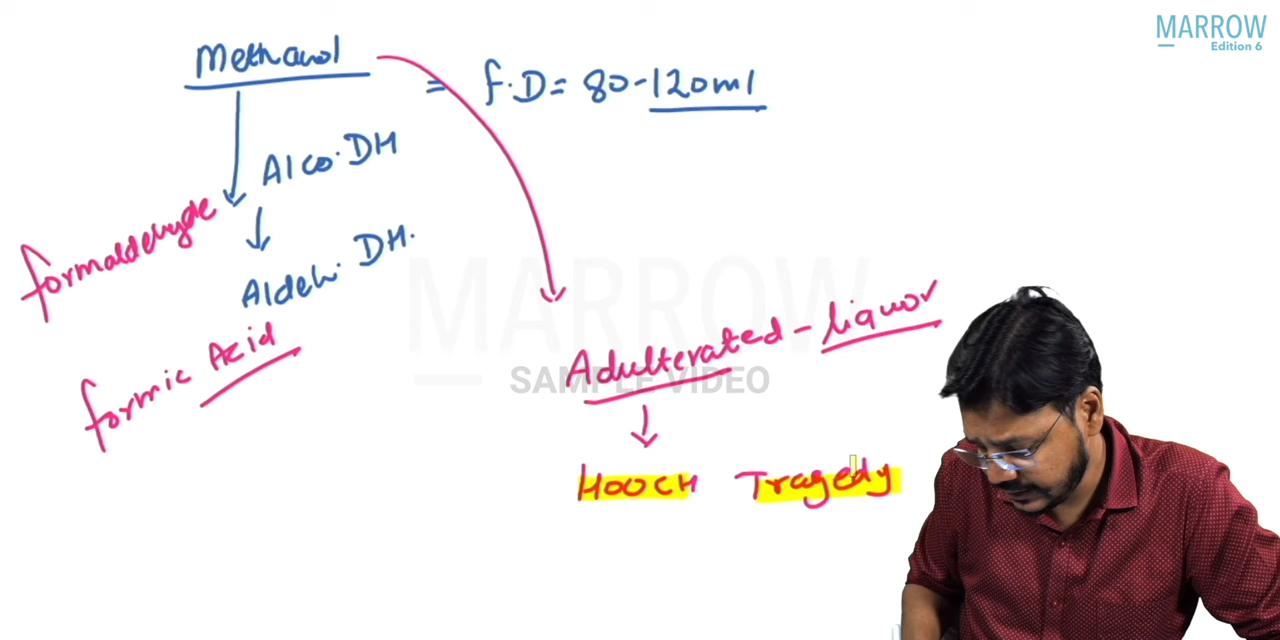 MARROW
Edition 6
Methanol
= f.D = 80-120ml
Alco.DH
formaldehyde
Aldeh. DH.
formic Acid
Adulterated - liquor
HOOCH Tragedy
MARROW
SAMPLE VIDEO